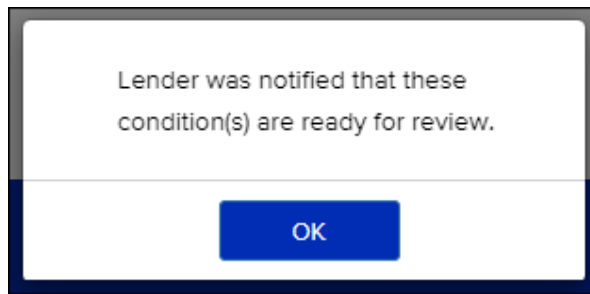 Lender was notified that these
condition(s) are ready for review.
OK